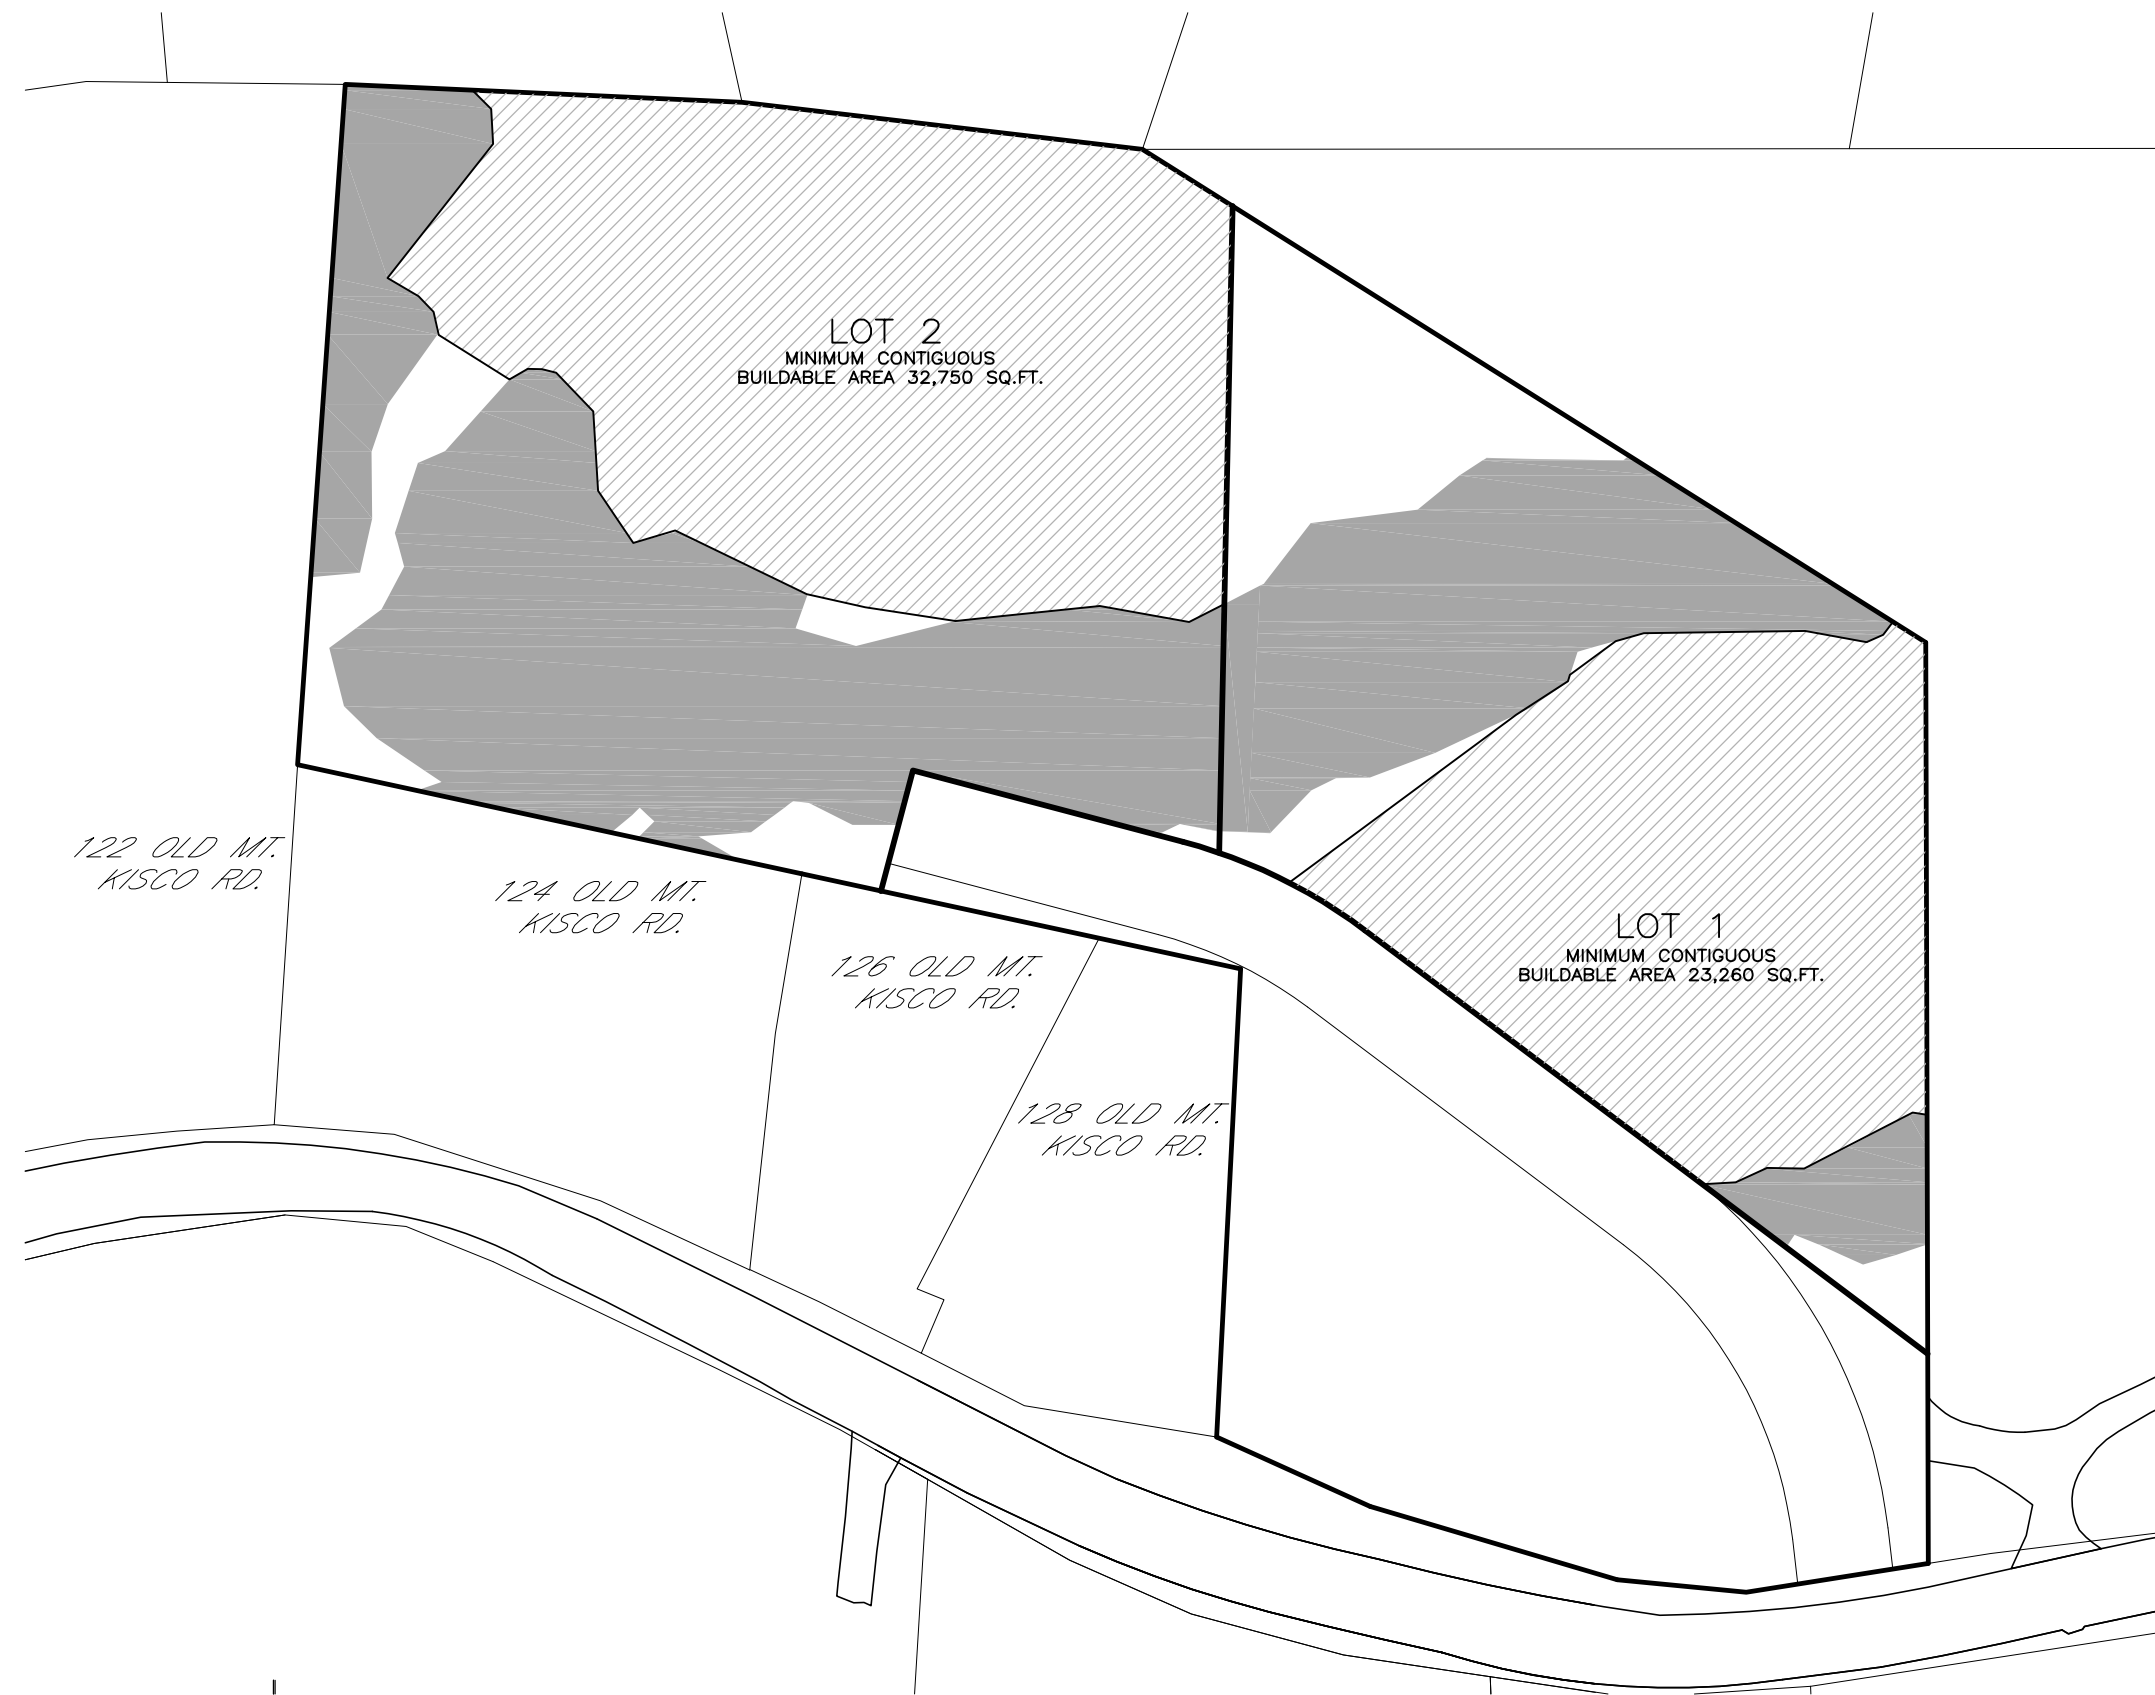 LOT 2
MINIMUM CONTIGUOUS
BUILDABLE AREA 32,750 SQ.FT.
122 OLD MT.
KISCO RD.
124 OLD MT.
KISCO RD.
126 OLD MT.
KISCO RD.
LOT 1
MINIMUM CONTIGUOUS
BUILDABLE AREA 23,260 SQ.FT.
128 OLD MT.
KISCO RD.